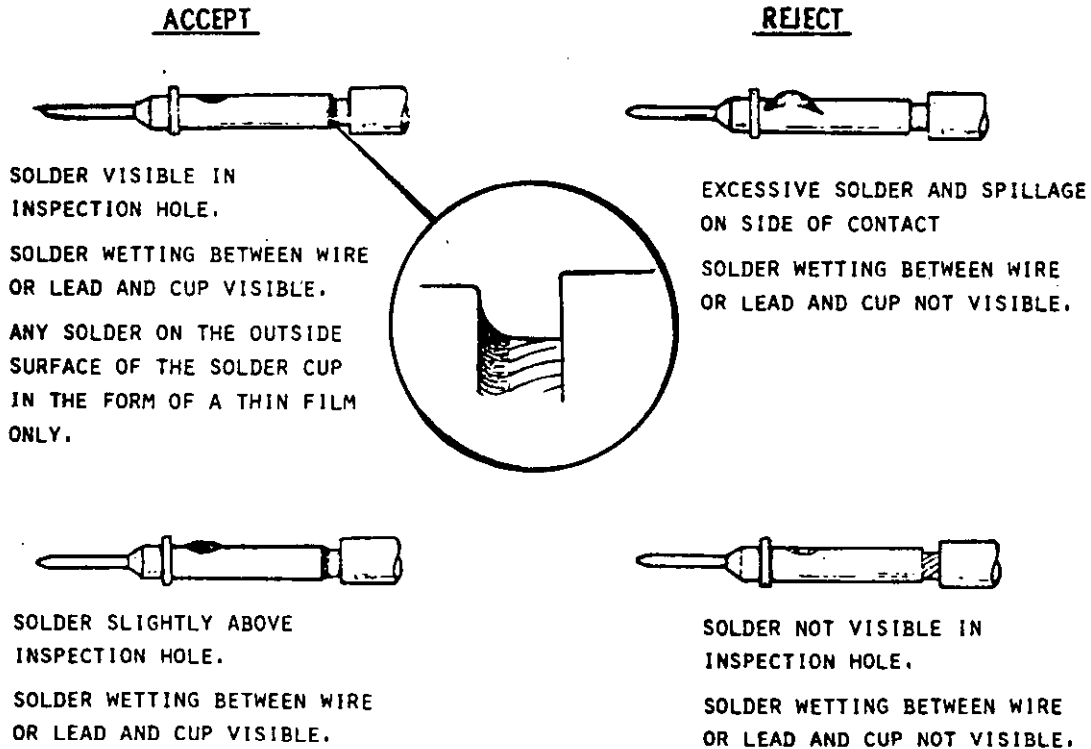 ACCEPT
SOLDER VISIBLE IN
INSPECTION HOLE.
SOLDER WETTING BETWEEN WIRE
OR LEAD AND CUP VISIBLE.
ANY SOLDER ON THE OUTSIDE
SURFACE OF THE SOLDER CUP
IN THE FORM OF A THIN FILM
ONLY.
SOLDER SLIGHTLY ABOVE
INSPECTION HOLE.
SOLDER WETTING BETWEEN WIRE
OR LEAD AND CUP VISIBLE.
REJECT
EXCESSIVE SOLDER AND SPILLAGE
ON SIDE OF CONTACT
SOLDER WETTING BETWEEN WIRE
OR LEAD AND CUP NOT VISIBLE.
SOLDER NOT VISIBLE IN
INSPECTION HOLE.
SOLDER WETTING BETWEEN WIRE
OR LEAD AND CUP NOT VISIBLE.